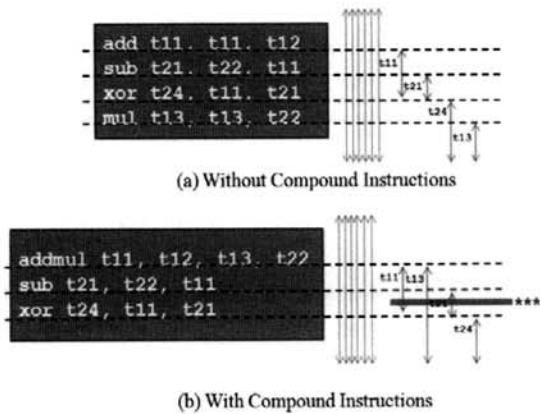 add t11. t11. t12
sub t21. t22. t11
xor t24. t11. t21
mul t13. t13. t22
t11
t21
t24
t13
(a) Without Compound Instructions
addmul t11, t12, t13. t22
sub t21, t22, t11
xor t24, t11, t21
t11 t13
***
t24
(b) With Compound Instructions